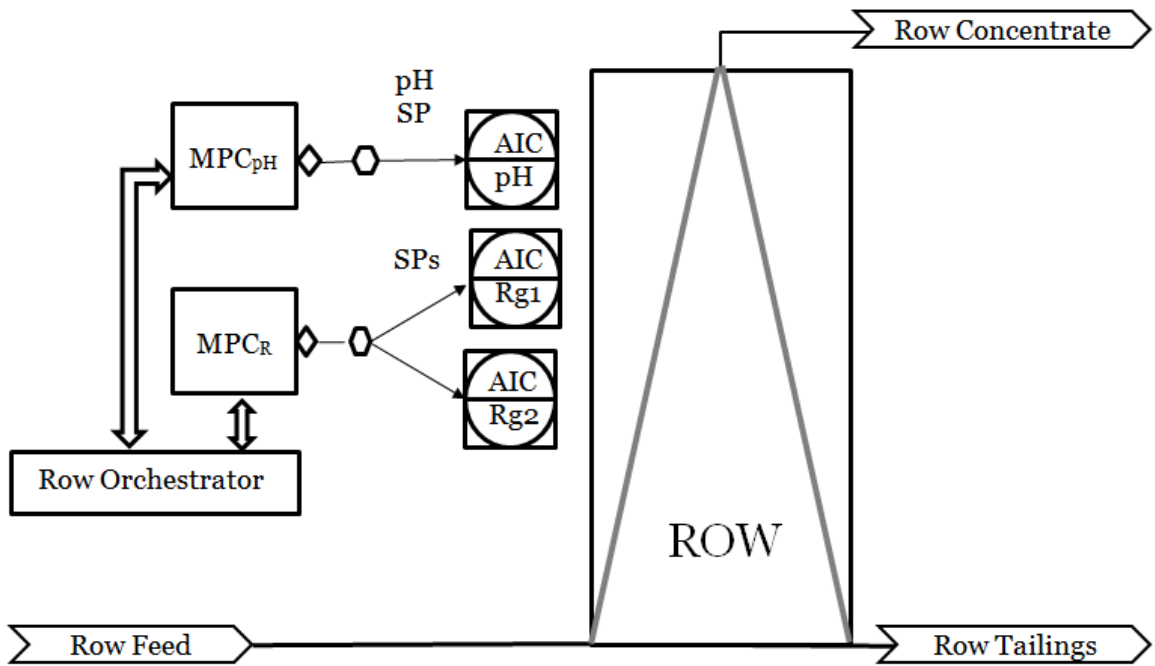 Row Concentrate
pH
SP
MPCpH
AIC
pH
SPs
AIC
Rg1
MPCR
AIC
Rg2
Row Orchestrator
ROW
Row Feed
Row Tailings